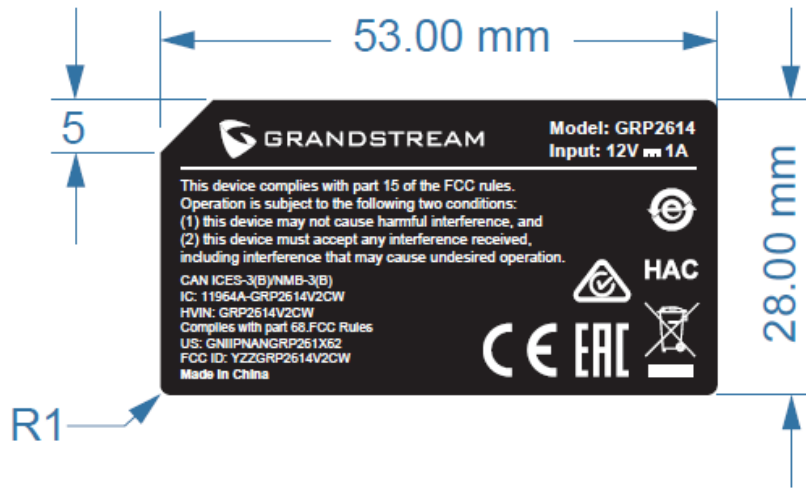 53.00 mm
5
GRANDSTREAM
Model: GRP2614
Input: 12V ⎓ 1A
This device complies with part 15 of the FCC rules.
Operation is subject to the following two conditions:
(1) this device may not cause harmful interference, and
(2) this device must accept any interference received,
including interference that may cause undesired operation.
CAN ICES-3(B)/NMB-3(B)
IC: 11964A-GRP2614V2CW
HVIN: GRP2614V2CW
Complies with part 68.FCC Rules
US: GNIIPNANGRP261X62
FCC ID: YZZGRP2614V2CW
Made in China
e
HAC
CE EAC
28.00 mm
R1